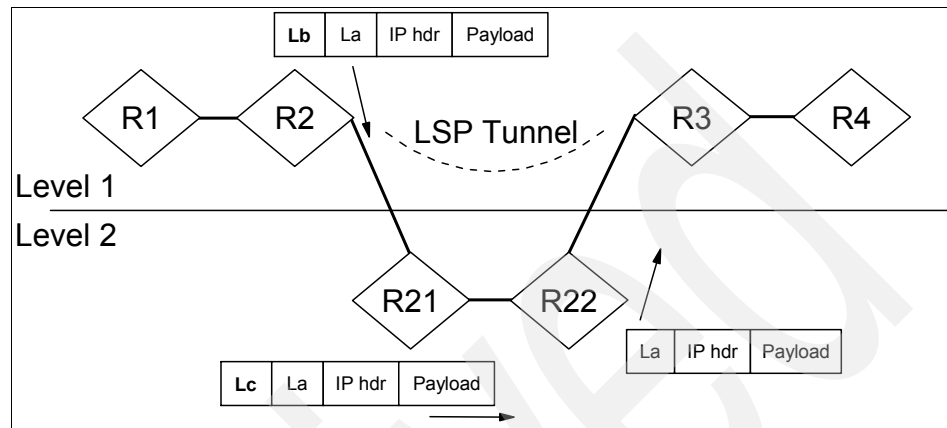 Lb La IP hdr Payload
R1 R2 R3 R4
LSP Tunnel
Level 1
Level 2
R21 R22
La IP hdr Payload
Lc La IP hdr Payload